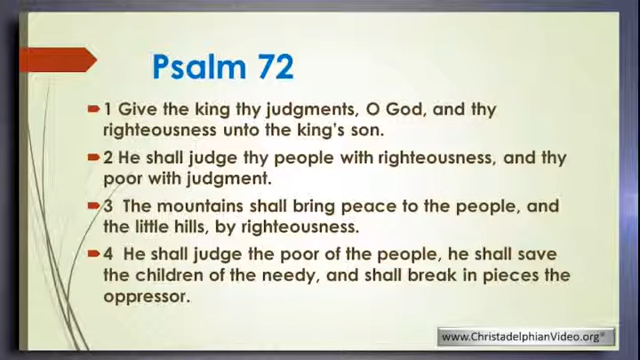 Psalm 72
1 Give the king thy judgments, O God, and thy
righteousness unto the king's son.
2 He shall judge thy people with righteousness, and thy
poor with judgment.
3 The mountains shall bring peace to the people, and
the little hills, by righteousness.
4 He shall judge the poor of the people, he shall save
the children of the needy, and shall break in pieces the
oppressor.
www.ChristadelphianVideo.org®